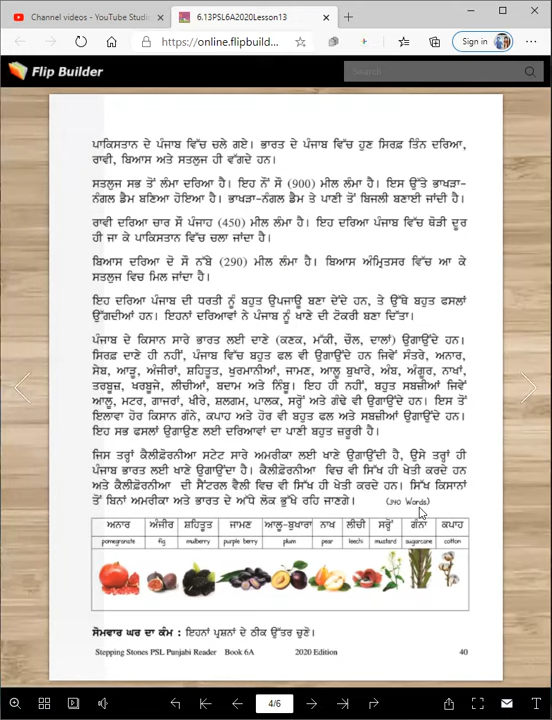 Channel videos - YouTube Studi
6.13PSL6A2020Lesson13
https://online.flipbuild...
Sign in
Flip Builder
Search
ਪਾਕਿਸਤਾਨ ਦੇ ਪੰਜਾਬ ਵਿੱਚ ਚਲੇ ਗਏ। ਭਾਰਤ ਦੇ ਪੰਜਾਬ ਵਿੱਚ ਹੁਣ ਸਿਰਫ਼ ਤਿੰਨ ਦਰਿਆ,
ਰਾਵੀ, ਬਿਆਸ ਅਤੇ ਸਤਲੁਜ ਹੀ ਵੱਗਦੇ ਹਨ।
ਸਤਲੁਜ ਸਭ ਤੋਂ ਲੰਮਾ ਦਰਿਆ ਹੈ। ਇਹ ਨੌਂ ਸੌ (900) ਮੀਲ ਲੰਮਾ ਹੈ। ਇਸ ਉੱਤੇ ਭਾਖੜਾ-
ਨੰਗਲ ਡੈਮ ਬਣਿਆ ਹੋਇਆ ਹੈ। ਭਾਖੜਾ-ਨੰਗਲ ਡੈਮ ਤੇ ਪਾਣੀ ਤੋਂ ਬਿਜਲੀ ਬਣਾਈ ਜਾਂਦੀ ਹੈ।
ਰਾਵੀ ਦਰਿਆ ਚਾਰ ਸੌ ਪੰਜਾਹ (450) ਮੀਲ ਲੰਮਾ ਹੈ। ਇਹ ਦਰਿਆ ਪੰਜਾਬ ਵਿੱਚ ਥੋੜੀ ਦੂਰ
ਹੀ ਜਾ ਕੇ ਪਾਕਿਸਤਾਨ ਵਿੱਚ ਚਲਾ ਜਾਂਦਾ ਹੈ।
ਬਿਆਸ ਦਰਿਆ ਦੋ ਸੌ ਨੱਬੇ (290) ਮੀਲ ਲੰਮਾ ਹੈ। ਬਿਆਸ ਅੰਮ੍ਰਿਤਸਰ ਵਿੱਚ ਆ ਕੇ
ਸਤਲੁਜ ਵਿਚ ਮਿਲ ਜਾਂਦਾ ਹੈ।
ਇਹ ਦਰਿਆ ਪੰਜਾਬ ਦੀ ਧਰਤੀ ਨੂੰ ਬਹੁਤ ਉਪਜਾਊ ਬਣਾ ਦੇਂਦੇ ਹਨ, ਤੇ ਉੱਥੇ ਬਹੁਤ ਫਸਲਾਂ
ਉੱਗਦੀਆਂ ਹਨ। ਇਹਨਾਂ ਦਰਿਆਵਾਂ ਨੇ ਪੰਜਾਬ ਨੂੰ ਖਾਣੇ ਦੀ ਟੋਕਰੀ ਬਣਾ ਦਿੱਤਾ।
ਪੰਜਾਬ ਦੇ ਕਿਸਾਨ ਸਾਰੇ ਭਾਰਤ ਲਈ ਦਾਣੇ (ਕਣਕ, ਮੱਕੀ, ਚੌਲ, ਦਾਲਾਂ) ਉਗਾਉਂਦੇ ਹਨ।
ਸਿਰਫ਼ ਦਾਣੇ ਹੀ ਨਹੀਂ, ਪੰਜਾਬ ਵਿੱਚ ਬਹੁਤ ਫਲ ਵੀ ਉਗਾਉਂਦੇ ਹਨ ਜਿਵੇਂ ਸੰਤਰੇ, ਅਨਾਰ,
ਸੇਬ, ਆੜੂ, ਅੰਜੀਰਾਂ, ਸ਼ਹਿਤੂਤ, ਖੁਰਮਾਨੀਆਂ, ਜਾਮਣ, ਆਲੂ ਬੁਖਾਰੇ, ਅੰਬ, ਅੰਗੂਰ, ਨਾਖਾਂ,
ਤਰਬੂਜ਼, ਖਰਬੂਜੇ, ਲੀਚੀਆਂ, ਬਦਾਮ ਅਤੇ ਨਿੰਬੂ। ਇਹ ਹੀ ਨਹੀਂ, ਬਹੁਤ ਸਬਜ਼ੀਆਂ ਜਿਵੇਂ
ਆਲੂ, ਮਟਰ, ਗਾਜਰਾਂ, ਖੀਰੇ, ਸ਼ਲਗਮ, ਪਾਲਕ, ਸਰ੍ਹੋਂ ਅਤੇ ਗੰਢੇ ਵੀ ਉਗਾਉਂਦੇ ਹਨ। ਇਸ ਤੋਂ
ਇਲਾਵਾ ਹੋਰ ਕਿਸਾਨ ਗੰਨੇ, ਕਪਾਹ ਅਤੇ ਹੋਰ ਵੀ ਬਹੁਤ ਫਲ ਅਤੇ ਸਬਜ਼ੀਆਂ ਉਗਾਉਂਦੇ ਹਨ।
ਇਹ ਸਭ ਫਸਲਾਂ ਉਗਾਉਣ ਲਈ ਦਰਿਆਵਾਂ ਦਾ ਪਾਣੀ ਬਹੁਤ ਜ਼ਰੂਰੀ ਹੈ।
ਜਿਸ ਤਰ੍ਹਾਂ ਕੈਲੀਫ਼ੋਰਨੀਆ ਸਟੇਟ ਸਾਰੇ ਅਮਰੀਕਾ ਲਈ ਖਾਣੇ ਉਗਾਉਂਦੀ ਹੈ, ਉਸੇ ਤਰ੍ਹਾਂ ਹੀ
ਪੰਜਾਬ ਭਾਰਤ ਲਈ ਖਾਣੇ ਉਗਾਉਂਦਾ ਹੈ। ਕੈਲੀਫ਼ੋਰਨੀਆ ਵਿਚ ਵੀ ਸਿੱਖ ਹੀ ਖੇਤੀ ਕਰਦੇ ਹਨ
ਅਤੇ ਕੈਲੀਫ਼ੋਰਨੀਆ ਦੀ ਸੈਂਟਰਲ ਵੈਲੀ ਵਿਚ ਵੀ ਸਿੱਖ ਹੀ ਖੇਤੀ ਕਰਦੇ ਹਨ। ਸਿੱਖ ਕਿਸਾਨਾਂ
ਤੋਂ ਬਿਨਾਂ ਅਮਰੀਕਾ ਅਤੇ ਭਾਰਤ ਦੇ ਅੱਧੇ ਲੋਕ ਭੁੱਖੇ ਰਹਿ ਜਾਣਗੇ। (340 Words)
ਅਨਾਰ ਅੰਜੀਰ ਸ਼ਹਿਤੂਤ ਜਾਮਣ ਆਲੂ-ਬੁਖਾਰਾ ਨਾਖ ਲੀਚੀ ਸਰ੍ਹੋਂ ਗੰਨਾ ਕਪਾਹ
pomegranate fig mulberry purple berry plum pear leechi mustard sugarcane cotton
ਸੋਮਵਾਰ ਘਰ ਦਾ ਕੰਮ : ਇਹਨਾਂ ਪ੍ਰਸ਼ਨਾਂ ਦੇ ਠੀਕ ਉੱਤਰ ਚੁਣੋ।
Stepping Stones PSL Punjabi Reader Book 6A 2020 Edition 40
4/6